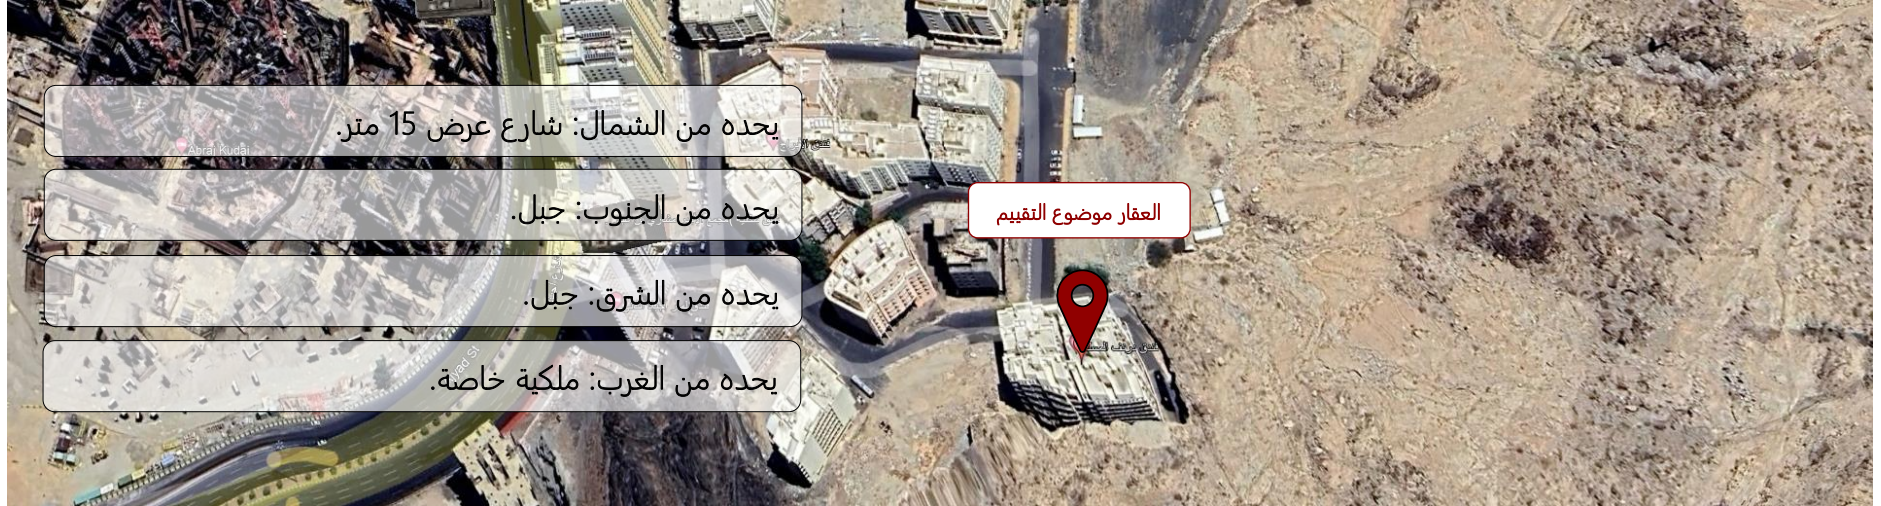 يحده من الشمال: شارع عرض 15 متر.
Abraj Kudai
يحده من الجنوب: جبل.
العقار موضوع التقييم
يحده من الشرق: جبل.
يحده من الغرب: ملكية خاصة.